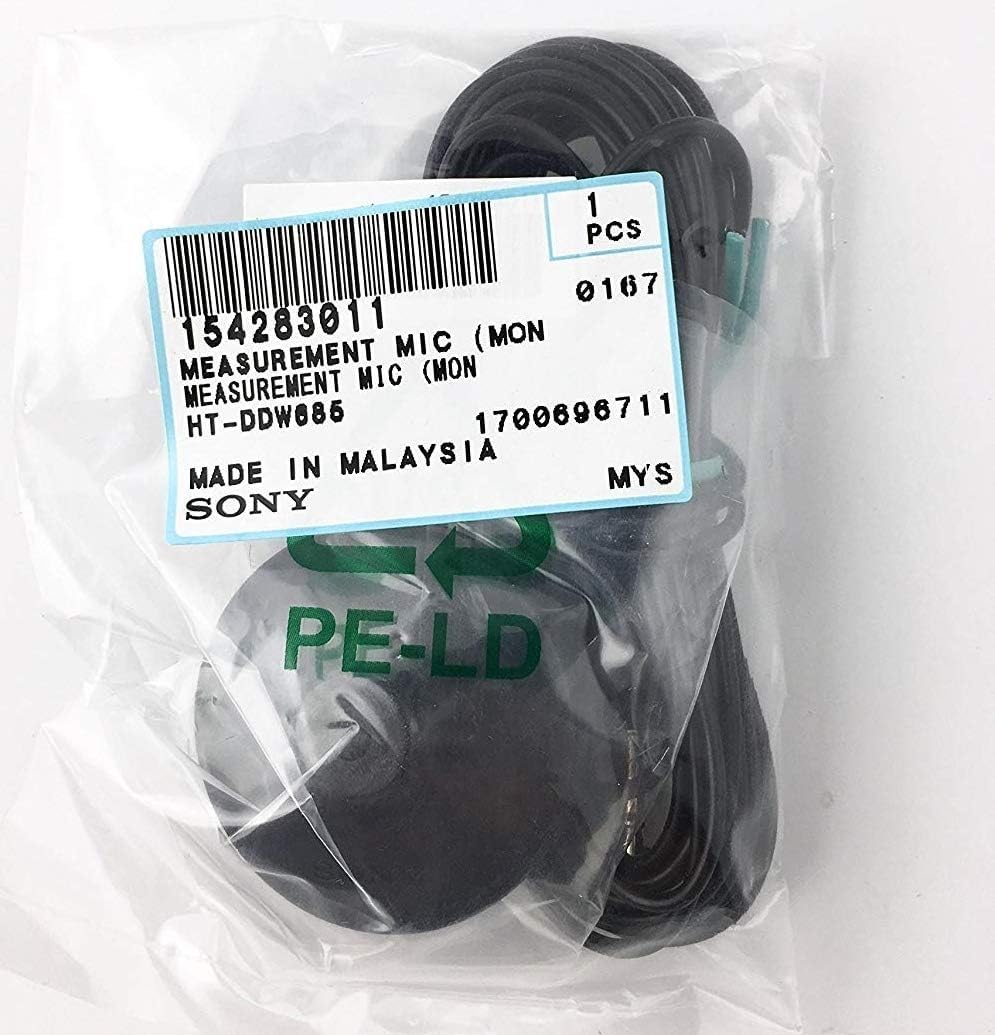 1
PCS
154283011
0167
MEASUREMENT MIC (MON
MEASUREMENT MIC (MON
HT-DDW685
1700696711
MADE IN MALAYSIA
SONY
MYS
PE-LD